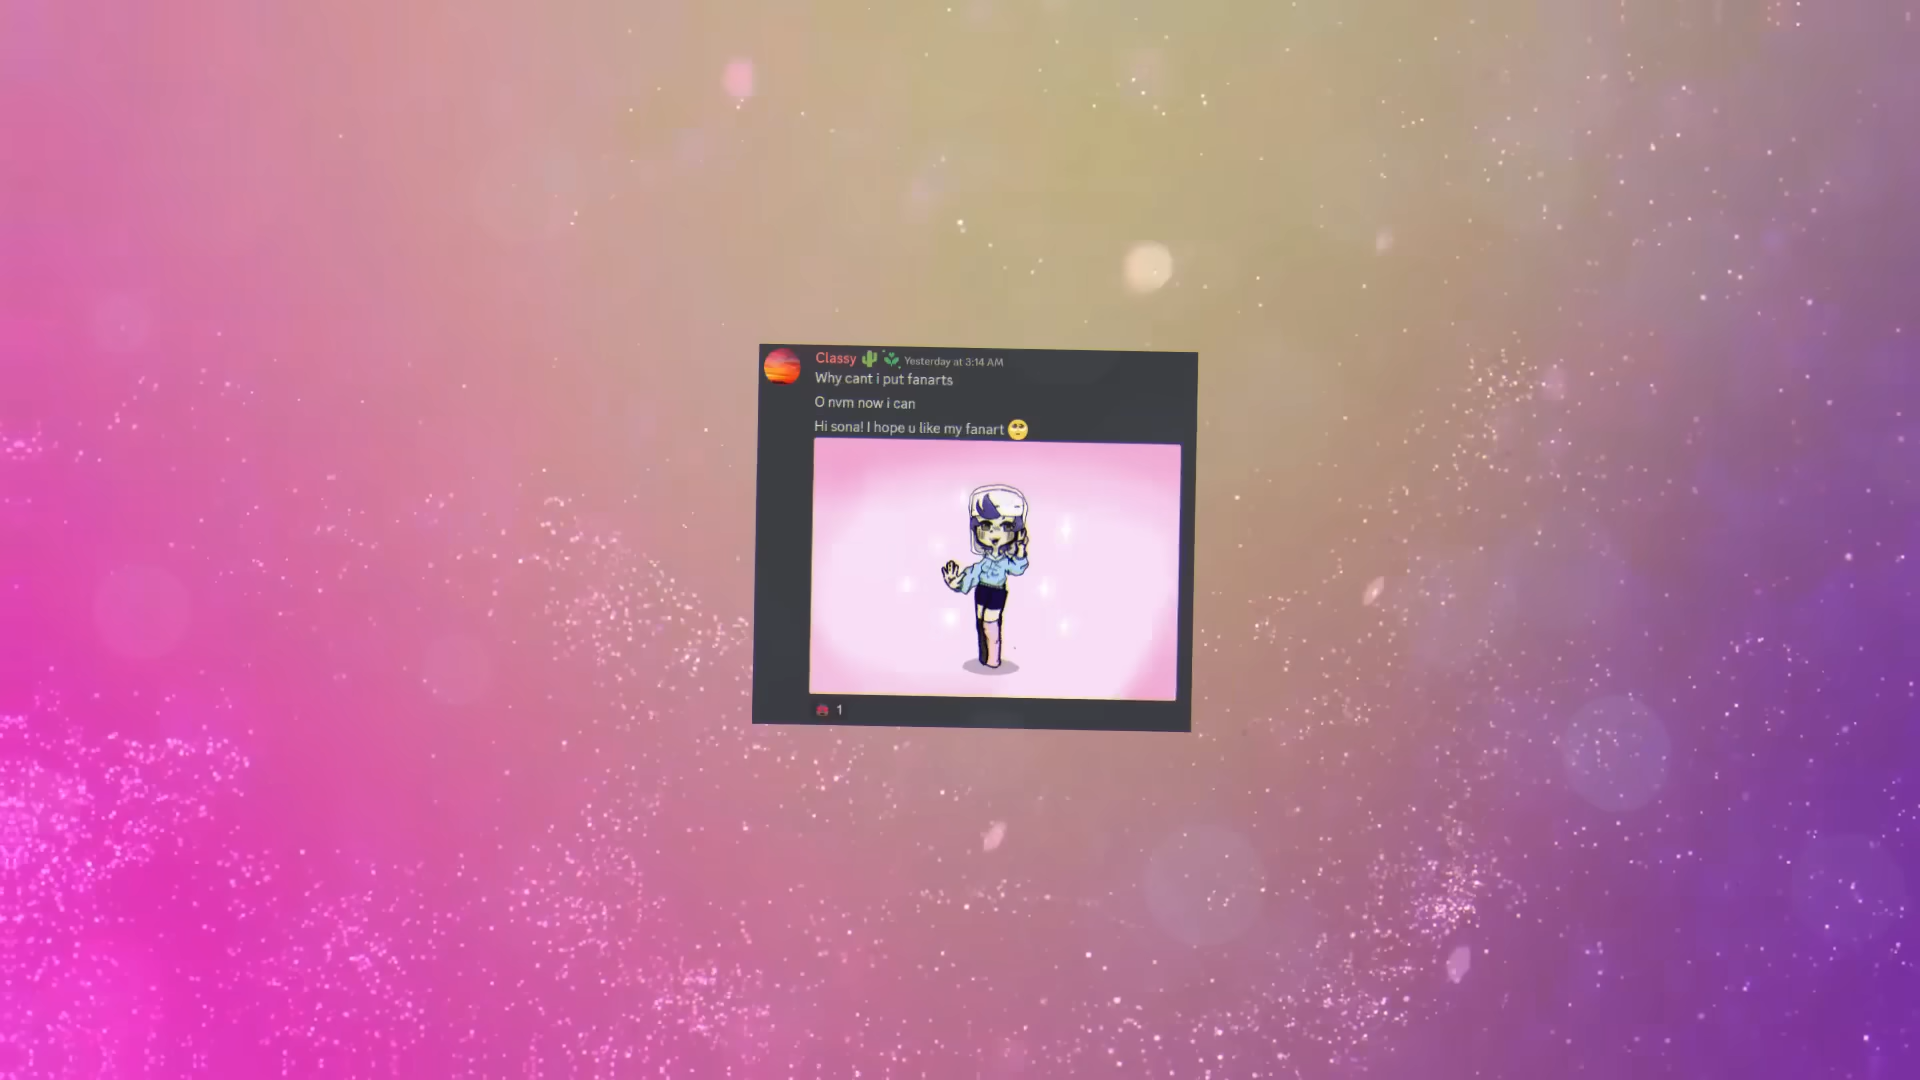 Classy 🌵 Yesterday at 3:14 AM
Why cant i put fanarts
O nvm now i can
Hi sona! I hope u like my fanart 🥺
1